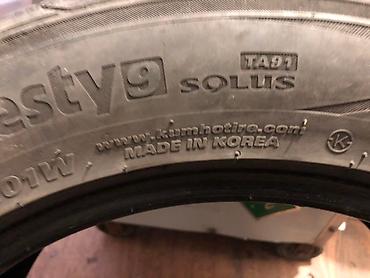 esty9 SOLUS TA91
www.kumhotire.com
MADE IN KOREA
01W
K